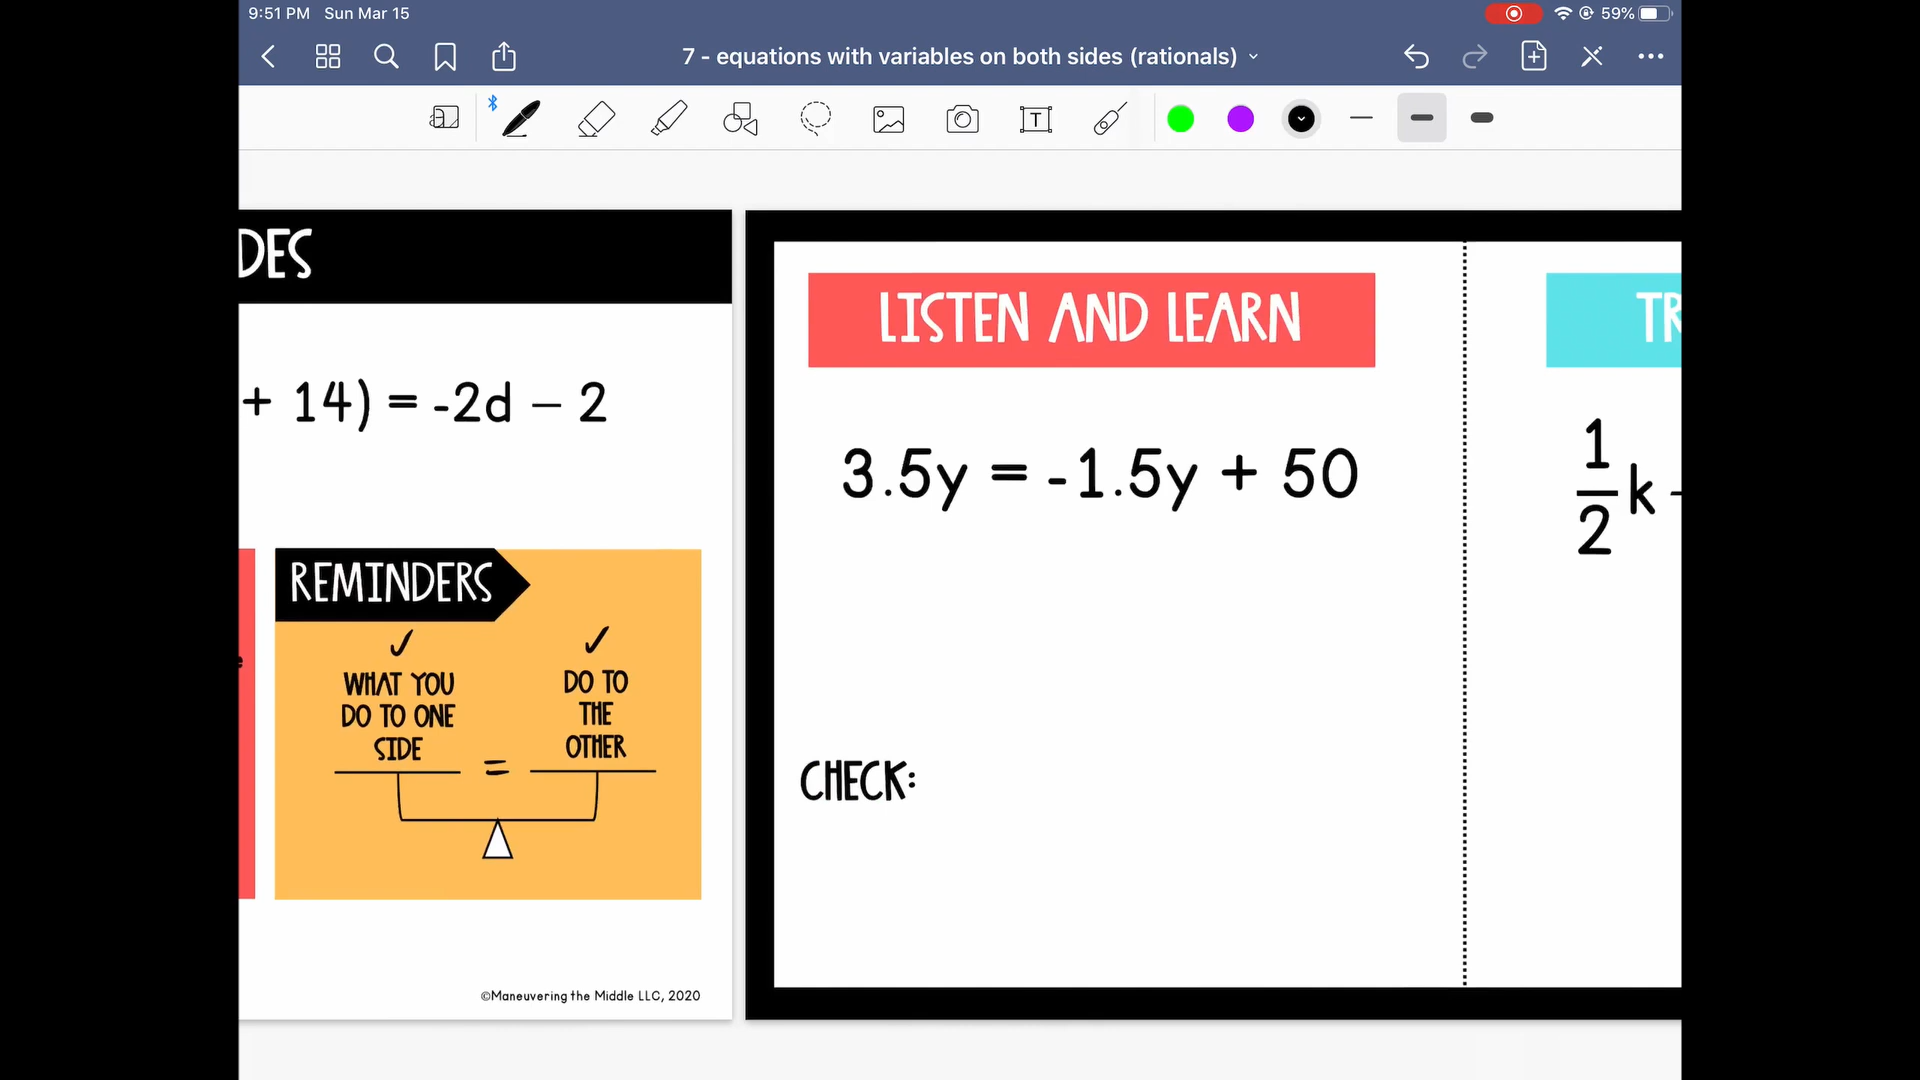 9:51 PM Sun Mar 15
59%
7 - equations with variables on both sides (rationals)
T
DES
+ 14) = -2d – 2
REMINDERS
✓ ✓
WHAT YOU
DO TO ONE
SIDE
=
DO TO
THE
OTHER
©Maneuvering the Middle LLC, 2020
LISTEN AND LEARN
3.5y = -1.5y + 50
CHECK:
TR
1
2
k -